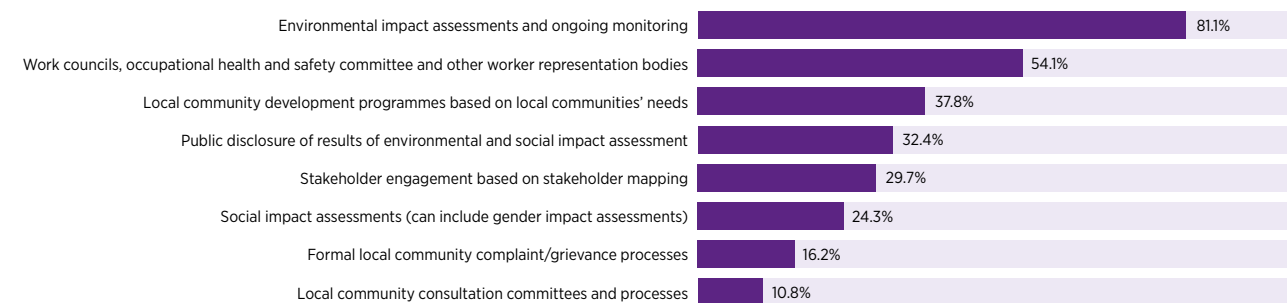 Environmental impact assessments and ongoing monitoring 81.1%
Work councils, occupational health and safety committee and other worker representation bodies 54.1%
Local community development programmes based on local communities’ needs 37.8%
Public disclosure of results of environmental and social impact assessment 32.4%
Stakeholder engagement based on stakeholder mapping 29.7%
Social impact assessments (can include gender impact assessments) 24.3%
Formal local community complaint/grievance processes 16.2%
Local community consultation committees and processes 10.8%